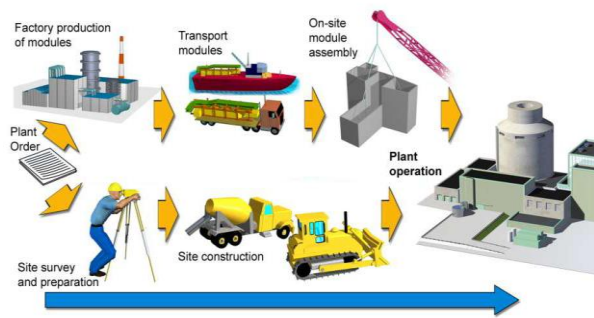 Factory production
of modules
Transport
modules
On-site
module
assembly
Plant
Order
Plant
operation
Site survey
and preparation
Site construction